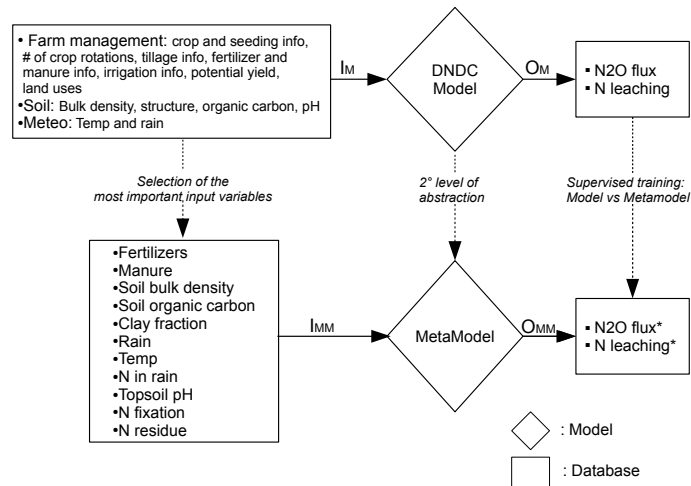 • Farm management: crop and seeding info,
# of crop rotations, tillage info, fertilizer and
manure info, irrigation info, potential yield,
land uses
•Soil: Bulk density, structure, organic carbon, pH
•Meteo: Temp and rain
IM
DNDC
Model
OM
▪ N2O flux
▪ N leaching
Selection of the
most important input variables
2° level of
abstraction
Supervised training:
Model vs Metamodel
•Fertilizers
•Manure
•Soil bulk density
•Soil organic carbon
•Clay fraction
•Rain
•Temp
•N in rain
•Topsoil pH
•N fixation
•N residue
IMM
MetaModel
OMM
▪ N2O flux*
▪ N leaching*
: Model
: Database